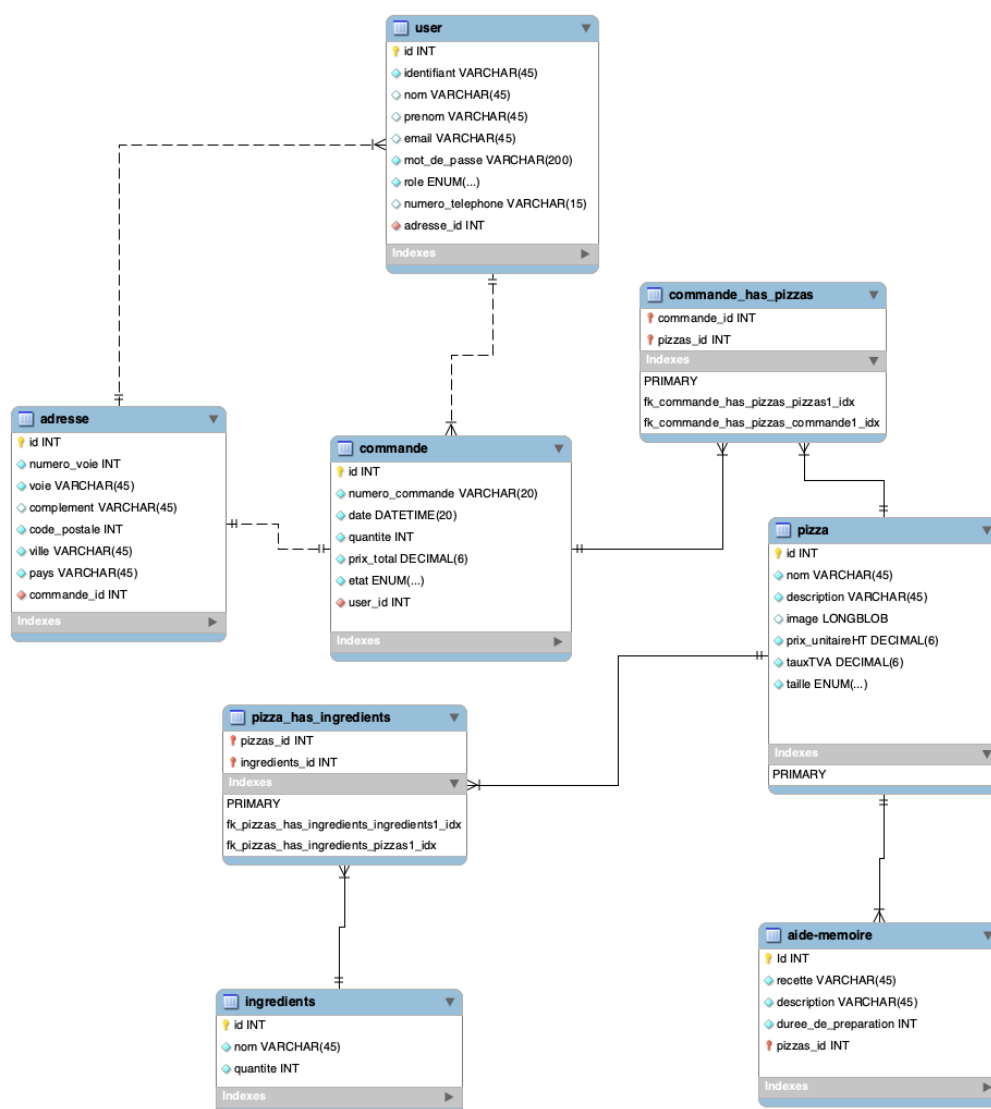 user
id INT
identifiant VARCHAR(45)
nom VARCHAR(45)
prenom VARCHAR(45)
email VARCHAR(45)
mot_de_passe VARCHAR(200)
role ENUM(...)
numero_telephone VARCHAR(15)
adresse_id INT
Indexes
commande_has_pizzas
commande_id INT
pizzas_id INT
Indexes
PRIMARY
fk_commande_has_pizzas_pizzas1_idx
fk_commande_has_pizzas_commande1_idx
adresse
id INT
numero_voie INT
voie VARCHAR(45)
complement VARCHAR(45)
code_postale INT
ville VARCHAR(45)
pays VARCHAR(45)
commande_id INT
Indexes
commande
id INT
numero_commande VARCHAR(20)
date DATETIME(20)
quantite INT
prix_total DECIMAL(6)
etat ENUM(...)
user_id INT
Indexes
pizza
id INT
nom VARCHAR(45)
description VARCHAR(45)
image LONGBLOB
prix_unitaireHT DECIMAL(6)
tauxTVA DECIMAL(6)
taille ENUM(...)
Indexes
PRIMARY
pizza_has_ingredients
pizzas_id INT
ingredients_id INT
Indexes
PRIMARY
fk_pizzas_has_ingredients_ingredients1_idx
fk_pizzas_has_ingredients_pizzas1_idx
aide-memoire
Id INT
recette VARCHAR(45)
description VARCHAR(45)
duree_de_preparation INT
pizzas_id INT
Indexes
ingredients
id INT
nom VARCHAR(45)
quantite INT
Indexes